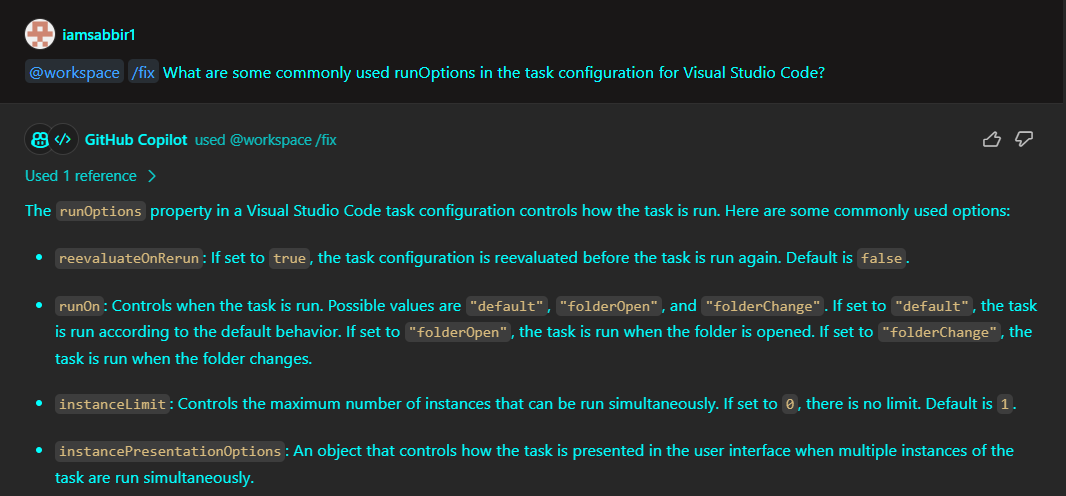 iamsabbir1
@workspace /fix What are some commonly used runOptions in the task configuration for Visual Studio Code?
GitHub Copilot used @workspace /fix
Used 1 reference
The runOptions property in a Visual Studio Code task configuration controls how the task is run. Here are some commonly used options:
• reevaluateOnRerun: If set to true, the task configuration is reevaluated before the task is run again. Default is false.
• runOn: Controls when the task is run. Possible values are "default", "folderOpen", and "folderChange". If set to "default", the task
is run according to the default behavior. If set to "folderOpen", the task is run when the folder is opened. If set to "folderChange", the
task is run when the folder changes.
• instanceLimit: Controls the maximum number of instances that can be run simultaneously. If set to 0, there is no limit. Default is 1.
• instancePresentationOptions: An object that controls how the task is presented in the user interface when multiple instances of the
task are run simultaneously.